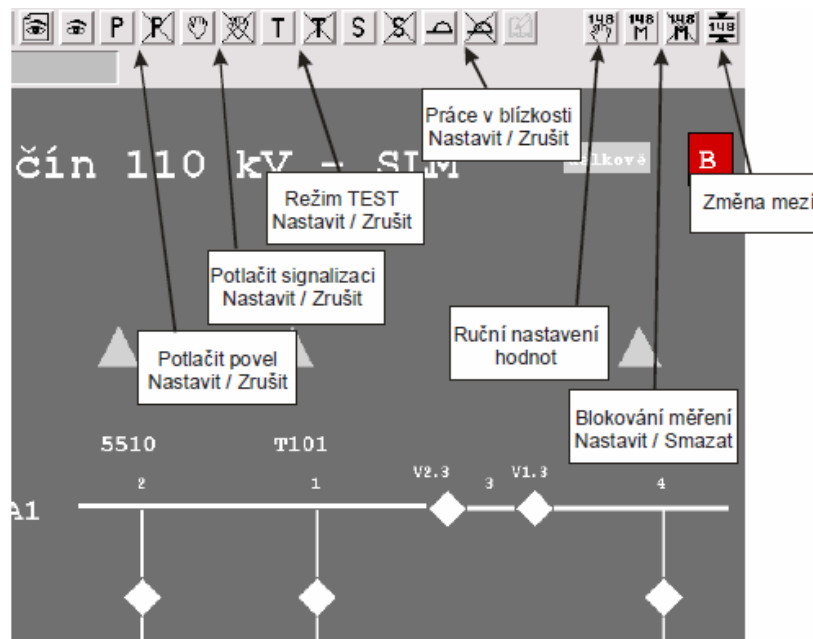 P P T T S S 148 148 M 148 M 148
Práce v blízkosti
Nastavit / Zrušit
čín 110 kV - SLM
B
Režim TEST
Nastavit / Zrušit
Změna mezí
Potlačit signalizaci
Nastavit / Zrušit
Ruční nastavení
hodnot
Potlačit povel
Nastavit / Zrušit
Blokování měření
Nastavit / Smazat
5510 T101
V2.3 V1.3
2 1 3 4
A1